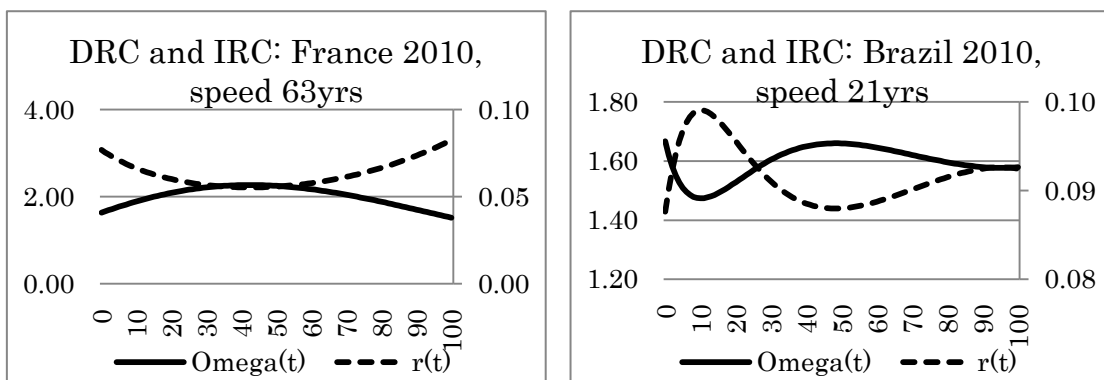 DRC and IRC: France 2010,
speed 63yrs
4.00
2.00
0.00
0.10
0.05
0.00
0 10 20 30 40 50 60 70 80 90 100
Omega(t) r(t)
DRC and IRC: Brazil 2010,
speed 21yrs
1.80
1.60
1.40
1.20
0.10
0.09
0.08
0 10 20 30 40 50 60 70 80 90 100
Omega(t) r(t)